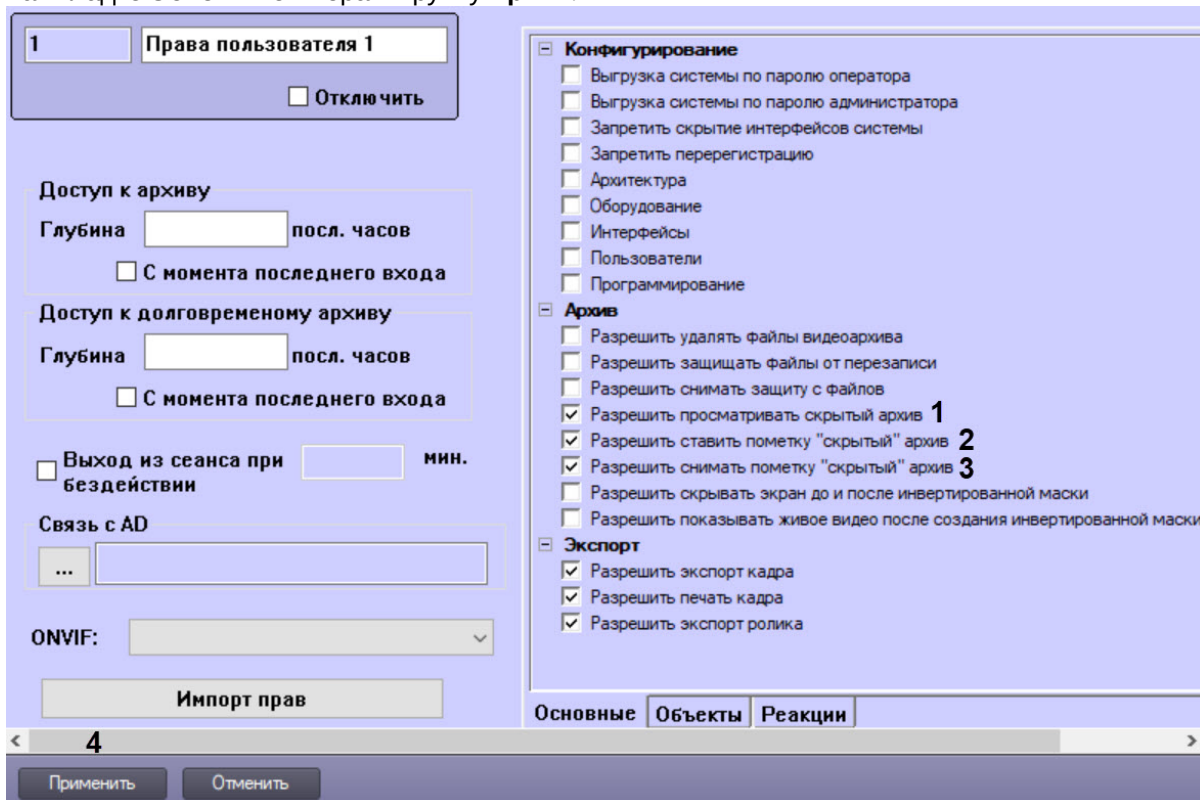 1
Права пользователя 1
Отключить
Доступ к архиву
Глубина
посл. часов
С момента последнего входа
Доступ к долговременому архиву
Глубина
посл. часов
С момента последнего входа
Выход из сеанса при
бездействии
мин.
Связь с AD
...
ONVIF:
Импорт прав
Конфигурирование
Выгрузка системы по паролю оператора
Выгрузка системы по паролю администратора
Запретить скрытие интерфейсов системы
Запретить перерегистрацию
Архитектура
Оборудование
Интерфейсы
Пользователи
Программирование
Архив
Разрешить удалять файлы видеоархива
Разрешить защищать файлы от перезаписи
Разрешить снимать защиту с файлов
Разрешить просматривать скрытый архив 1
Разрешить ставить пометку "скрытый" архив 2
Разрешить снимать пометку "скрытый" архив 3
Разрешить скрывать экран до и после инвертированной маски
Разрешить показывать живое видео после создания инвертированной маски
Экспорт
Разрешить экспорт кадра
Разрешить печать кадра
Разрешить экспорт ролика
Основные Объекты Реакции
4
Применить Отменить